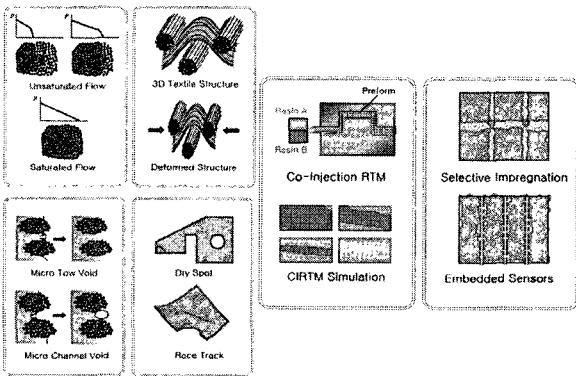 P
P
Unsaturated Flow
Saturated Flow
3D Textile Structure
Deformed Structure
Micro Tow Void
Micro Channel Void
Dry Spot
Race Track
Preform
Resin A
Resin B
Co-Injection RTM
CIRTM Simulation
Selective Impregnation
Embedded Sensors